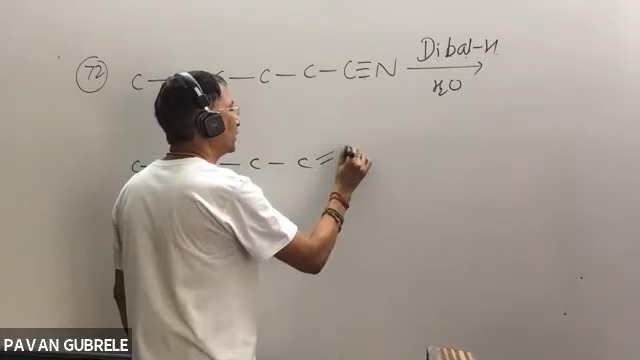 72 C — C — C — C — C≡N Dibal-H
H2O
C — — C — C =
PAVAN GUBRELE